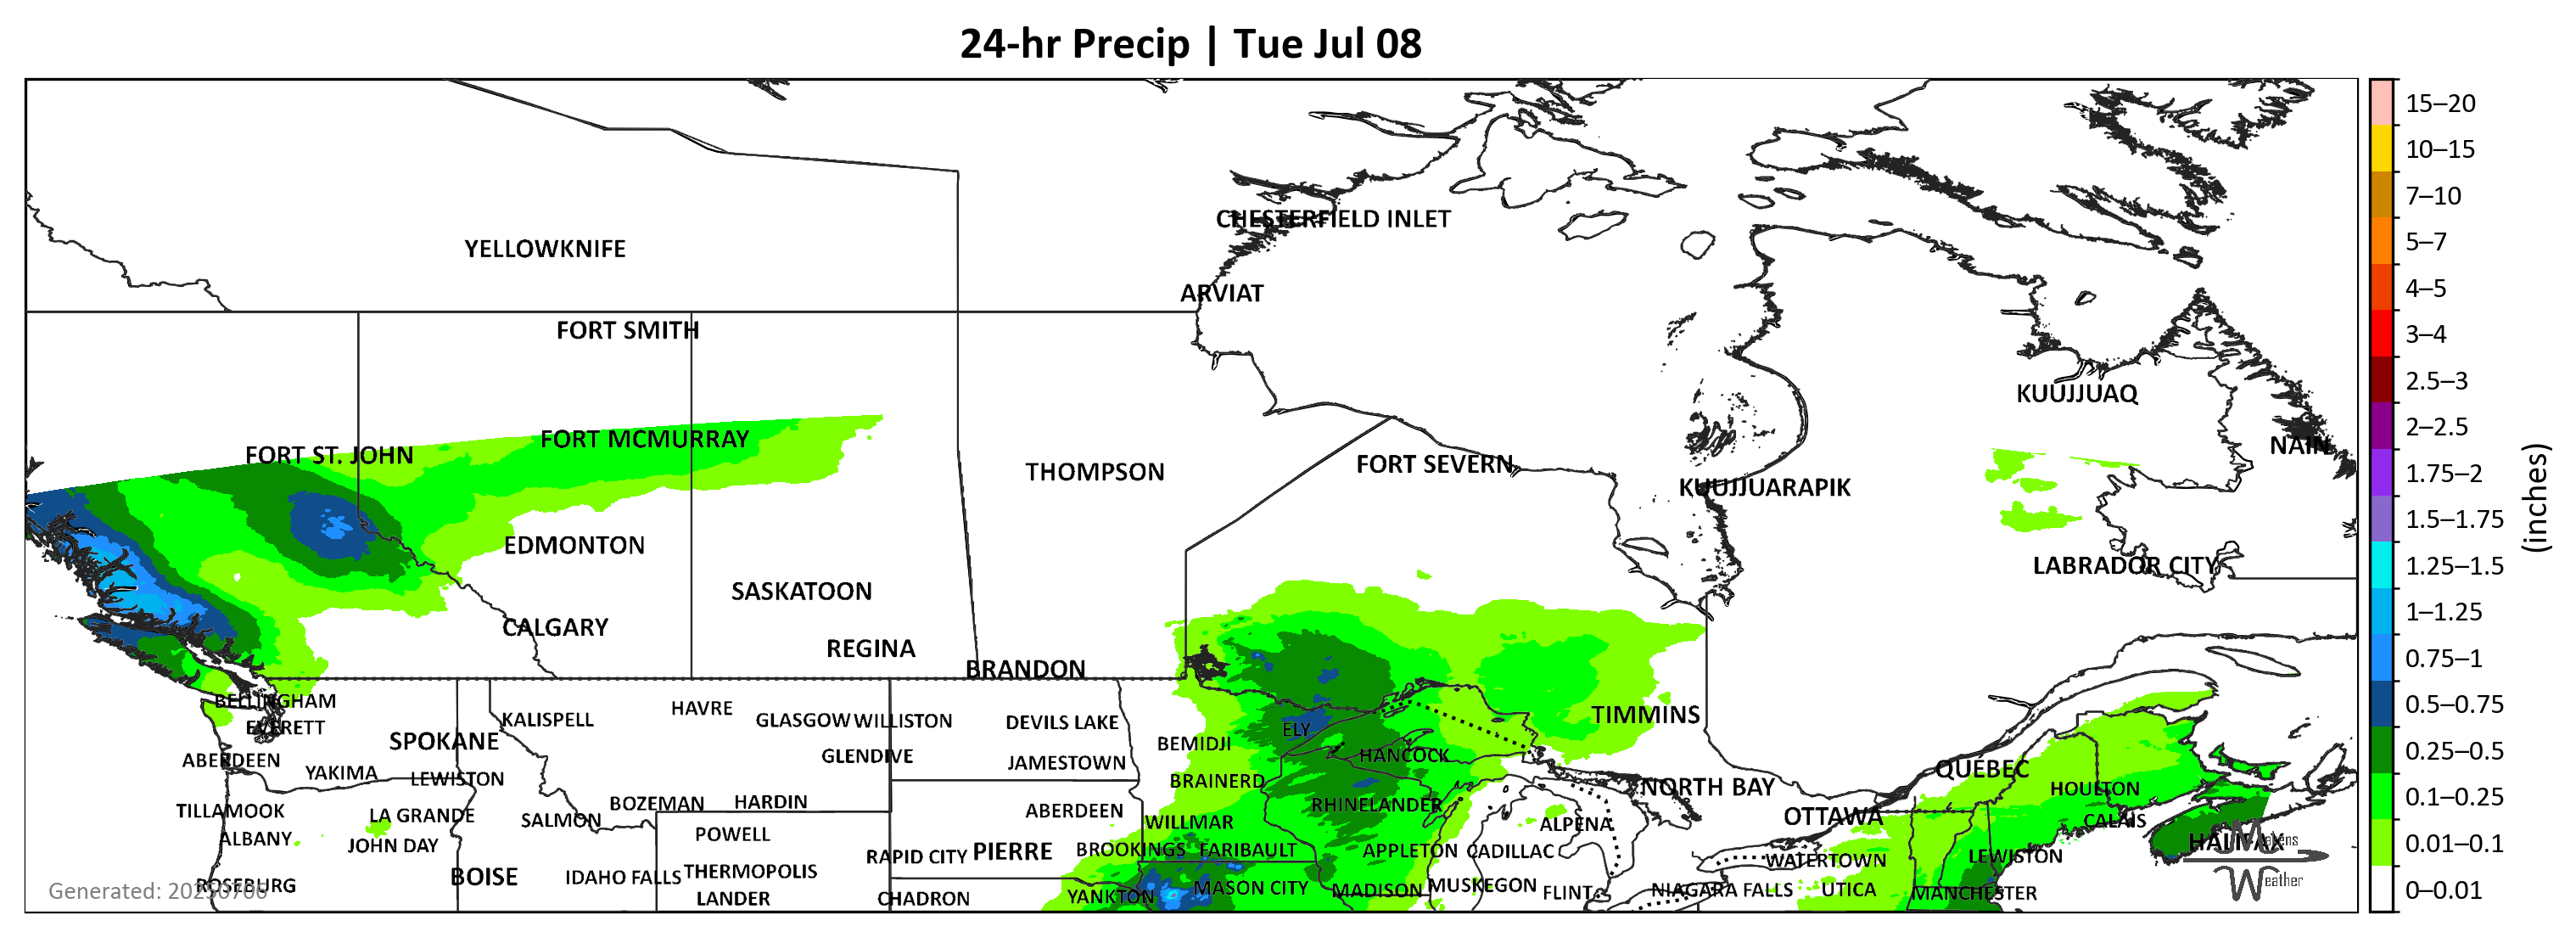 24-hr Precip | Tue Jul 08
15–20
10–15
CHESTERFIELD INLET
7–10
YELLOWKNIFE
5–7
ARVIAT
4–5
FORT SMITH
3–4
KUUJJUAQ
2.5–3
2–2.5
FORT MCMURRAY
NAIN
FORT ST. JOHN
FORT SEVERN
THOMPSON
1.75–2
KUUJJUARAPIK
(inches)
1.5–1.75
EDMONTON
LABRADOR CITY
1.25–1.5
SASKATOON
1–1.25
CALGARY
REGINA
0.75–1
BRANDON
BELLINGHAM
0.5–0.75
HAVRE
TIMMINS
KALISPELL
GLASGOW WILLISTON
DEVILS LAKE
EVERETT
ELY
SPOKANE
BEMIDJI
0.25–0.5
ABERDEEN
GLENDIVE
HANCOCK
JAMESTOWN
QUÉBEC
YAKIMA
LEWISTON
BRAINERD
NORTH BAY
HOULTON
0.1–0.25
BOZEMAN
HARDIN
RHINELANDER
TILLAMOOK
LA GRANDE
SALMON
ABERDEEN
WILLMAR
ALPENA
OTTAWA
CALAIS
ALBANY
JOHN DAY
POWELL
HALIFAX
0.01–0.1
RAPID CITY
PIERRE
BROOKINGS
FARIBAULT
APPLETON
CADILLAC
WATERTOWN
LEWISTON
BOISE
IDAHO FALLS
THERMOPOLIS
ROSEBURG
MASON CITY
MADISON
MUSKEGON
FLINT
NIAGARA FALLS
UTICA
MANCHESTER
Weather
0–0.01
LANDER
CHADRON
YANKTON
Generated: